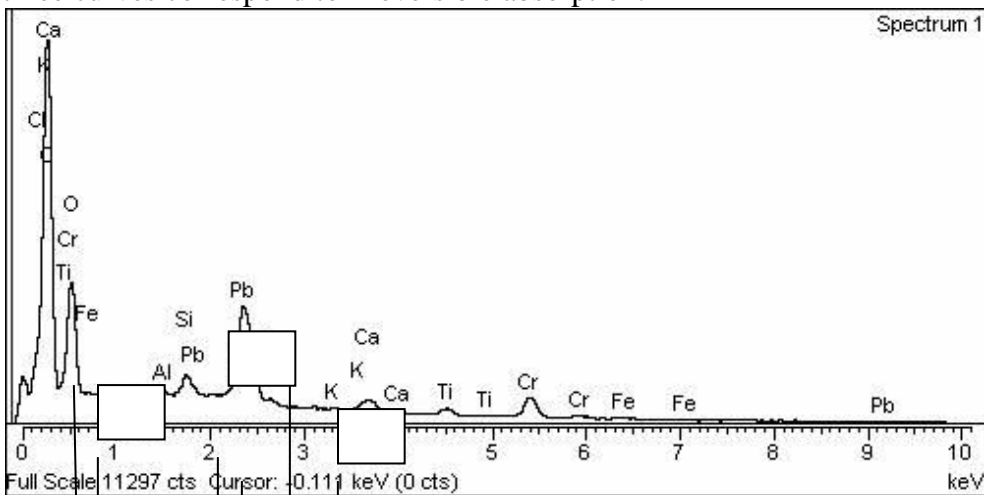 Spectrum 1
Ca
K
Cl
O
Cr
Ti
Fe
Pb
Si
Pb
Al
Ca
K
K
Ca
Ti
Ti
Cr
Cr
Fe
Fe
Pb
0 1 2 3 5 6 7 8 9 10
Full Scale 11297 cts Cursor: -0.111 keV (0 cts) keV